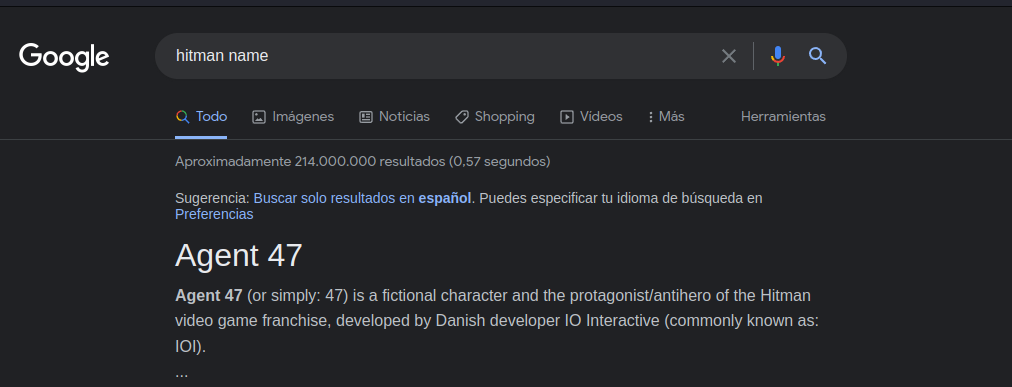 Google
hitman name
Todo Imágenes Noticias Shopping Vídeos Más Herramientas
Aproximadamente 214.000.000 resultados (0,57 segundos)
Sugerencia: Buscar solo resultados en español. Puedes especificar tu idioma de búsqueda en
Preferencias
Agent 47
Agent 47 (or simply: 47) is a fictional character and the protagonist/antihero of the Hitman
video game franchise, developed by Danish developer IO Interactive (commonly known as:
IOI).
...